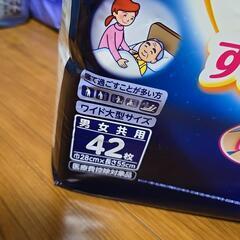 す
寝て過ごすことが多い方
ワイド大型サイズ
男女共用
42枚
巾28cm×長さ55cm
医療費控除対象品